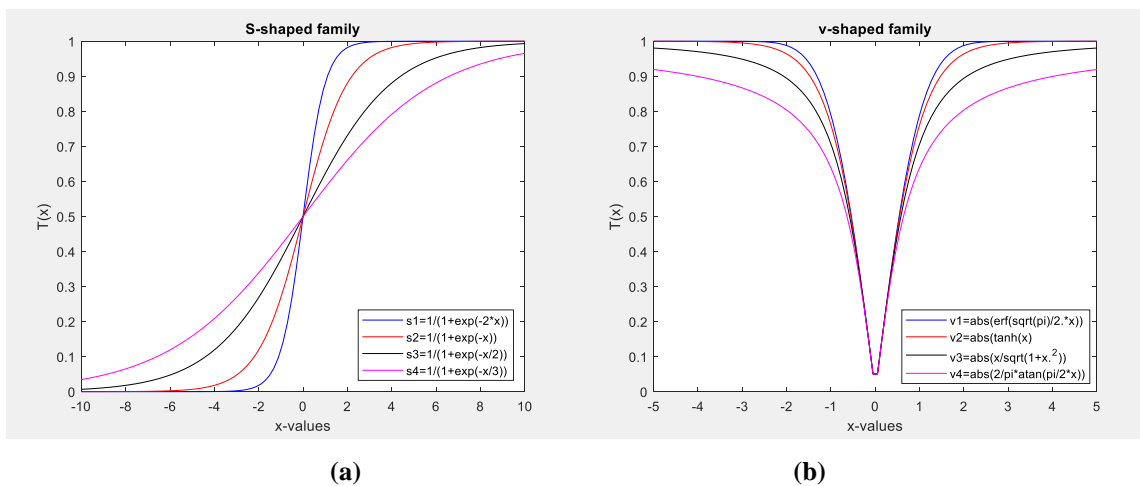 S-shaped family
1
0.9
0.8
0.7
0.6
0.5
0.4
0.3
0.2
0.1
0
T(x)
-10 -8 -6 -4 -2 0 2 4 6 8 10
x-values
s1=1/(1+exp(-2*x))
s2=1/(1+exp(-x))
s3=1/(1+exp(-x/2))
s4=1/(1+exp(-x/3))
(a)
v-shaped family
1
0.9
0.8
0.7
0.6
0.5
0.4
0.3
0.2
0.1
0
T(x)
-5 -4 -3 -2 -1 0 1 2 3 4 5
x-values
v1=abs(erf(sqrt(pi)/2.*x))
v2=abs(tanh(x)
v3=abs(x/sqrt(1+x.²))
v4=abs(2/pi*atan(pi/2*x))
(b)